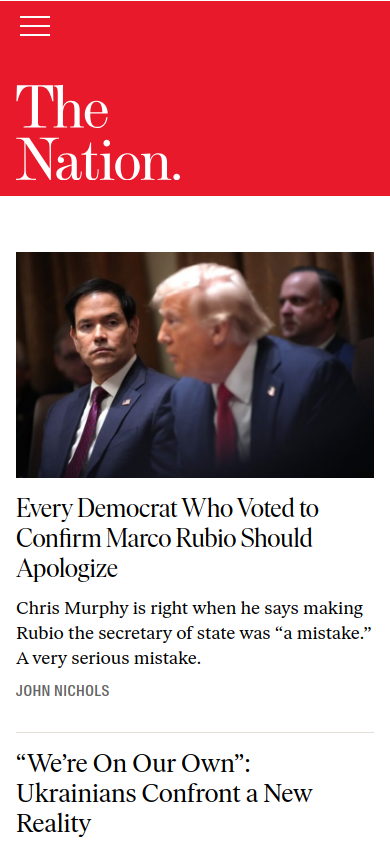 The
Nation.
Every Democrat Who Voted to
Confirm Marco Rubio Should
Apologize
Chris Murphy is right when he says making
Rubio the secretary of state was “a mistake.”
A very serious mistake.
JOHN NICHOLS
“We’re On Our Own”:
Ukrainians Confront a New
Reality